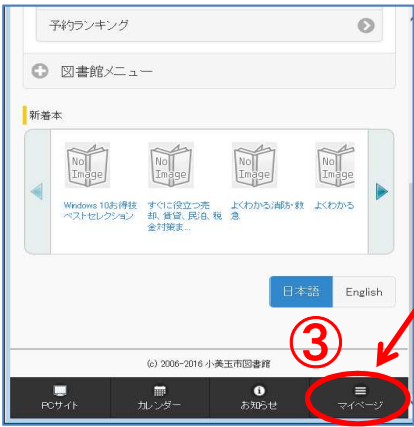 予約ランキング
図書館メニュー
新着本
No Image
No Image
No Image
No Image
Windows 10お得技 すぐに役立つ売 よくわかる消防・救 よくわかる
ベストセレクション 却、賃貸、民泊、税 急
金対策ま...
日本語 English
③
(c) 2006-2016 小美玉市図書館
PCサイト カレンダー お知らせ マイページ